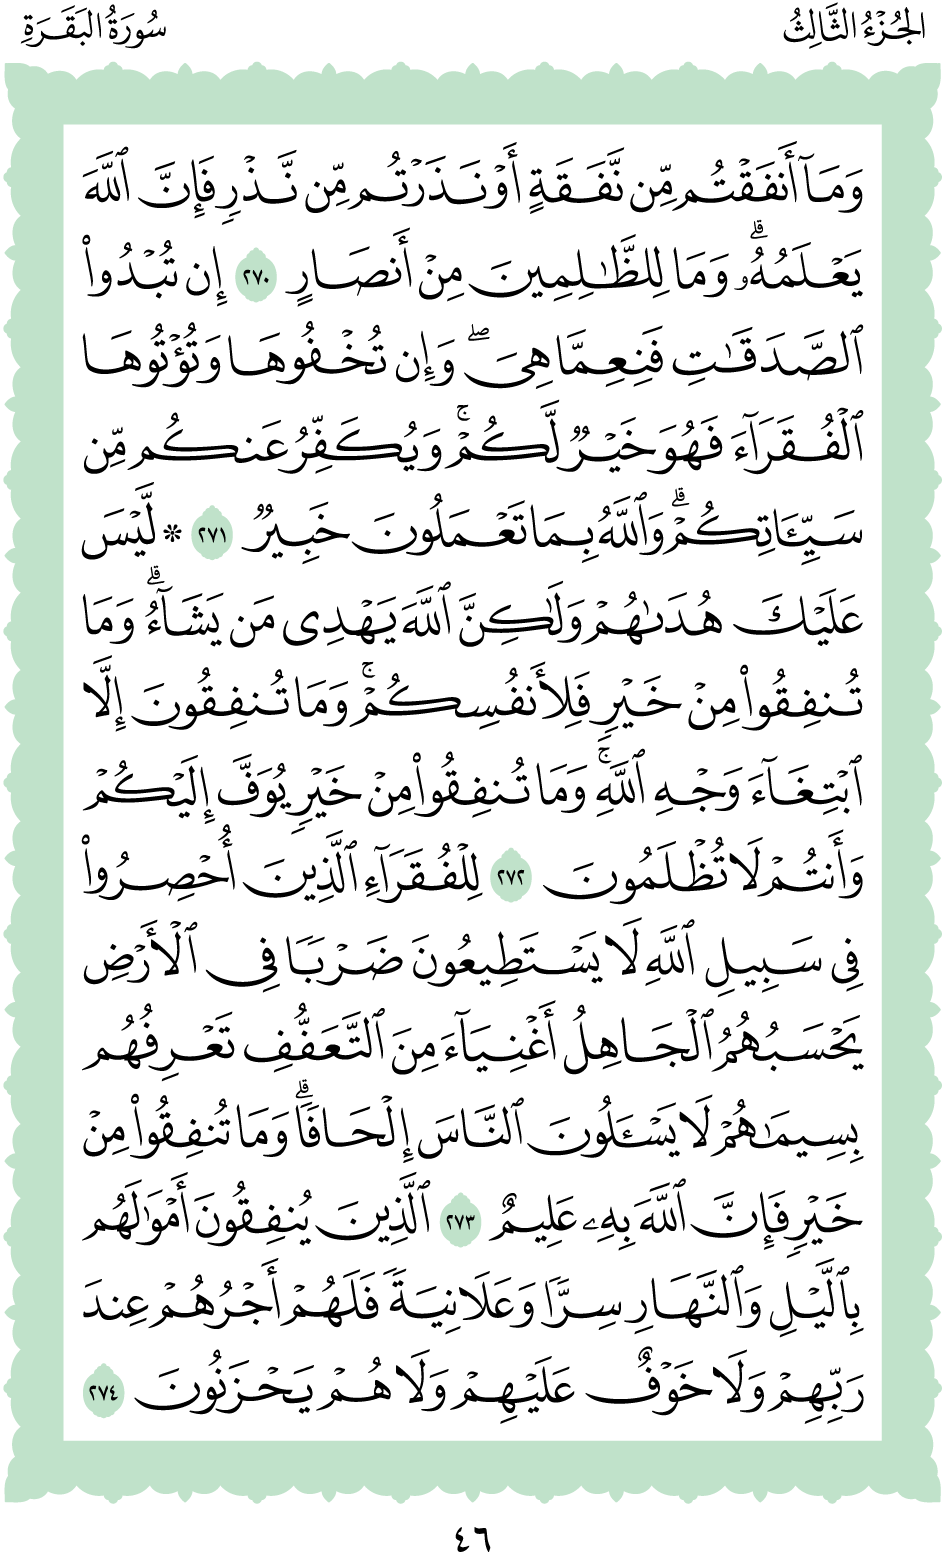 الجُزْءُ الثَّالِثُ
سُورَةُ البَقَرَةِ
وَمَآ أَنفَقۡتُم مِّن نَّفَقَةٍ أَوۡ نَذَرۡتُم مِّن نَّذۡرٖ فَإِنَّ ٱللَّهَ
يَعۡلَمُهُۥۗ وَمَا لِلظَّٰلِمِينَ مِنۡ أَنصَارٍ ٢٧٠ إِن تُبۡدُواْ
ٱلصَّدَقَٰتِ فَنِعِمَّا هِيَۖ وَإِن تُخۡفُوهَا وَتُؤۡتُوهَا
ٱلۡفُقَرَآءَ فَهُوَ خَيۡرٞ لَّكُمۡۚ وَيُكَفِّرُ عَنكُم مِّن
سَيِّـَٔاتِكُمۡۗ وَٱللَّهُ بِمَا تَعۡمَلُونَ خَبِيرٞ ٢٧١ * لَّيۡسَ
عَلَيۡكَ هُدَىٰهُمۡ وَلَٰكِنَّ ٱللَّهَ يَهۡدِي مَن يَشَآءُۗ وَمَا
تُنفِقُواْ مِنۡ خَيۡرٖ فَلِأَنفُسِكُمۡۚ وَمَا تُنفِقُونَ إِلَّا
ٱبۡتِغَآءَ وَجۡهِ ٱللَّهِۚ وَمَا تُنفِقُواْ مِنۡ خَيۡرٖ يُوَفَّ إِلَيۡكُمۡ
وَأَنتُمۡ لَا تُظۡلَمُونَ ٢٧٢ لِلۡفُقَرَآءِ ٱلَّذِينَ أُحۡصِرُواْ
فِي سَبِيلِ ٱللَّهِ لَا يَسۡتَطِيعُونَ ضَرۡبٗا فِي ٱلۡأَرۡضِ
يَحۡسَبُهُمُ ٱلۡجَاهِلُ أَغۡنِيَآءَ مِنَ ٱلتَّعَفُّفِ تَعۡرِفُهُم
بِسِيمَٰهُمۡ لَا يَسۡـَٔلُونَ ٱلنَّاسَ إِلۡحَافٗاۗ وَمَا تُنفِقُواْ مِنۡ
خَيۡرٖ فَإِنَّ ٱللَّهَ بِهِۦ عَلِيمٌ ٢٧٣ ٱلَّذِينَ يُنفِقُونَ أَمۡوَٰلَهُم
بِٱلَّيۡلِ وَٱلنَّهَارِ سِرّٗا وَعَلَانِيَةٗ فَلَهُمۡ أَجۡرُهُمۡ عِندَ
رَبِّهِمۡ وَلَا خَوۡفٌ عَلَيۡهِمۡ وَلَا هُمۡ يَحۡزَنُونَ ٢٧٤
٤٦